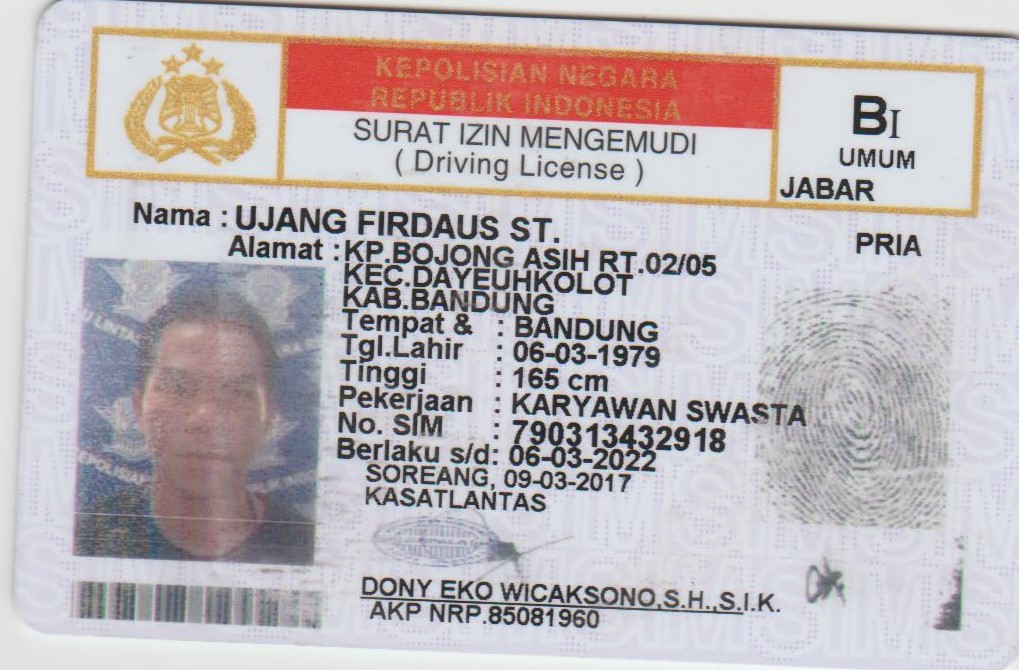 KEPOLISIAN NEGARA
REPUBLIK INDONESIA
SURAT IZIN MENGEMUDI
( Driving License )
BI
UMUM
JABAR
Nama : UJANG FIRDAUS ST.
PRIA
Alamat : KP.BOJONG ASIH RT.02/05
KEC.DAYEUHKOLOT
KAB.BANDUNG
Tempat & : BANDUNG
Tgl.Lahir : 06-03-1979
Tinggi : 165 cm
Pekerjaan : KARYAWAN SWASTA
No. SIM : 790313432918
Berlaku s/d: 06-03-2022
SOREANG, 09-03-2017
KASATLANTAS
DONY EKO WICAKSONO,S.H.,S.I.K.
AKP NRP.85081960